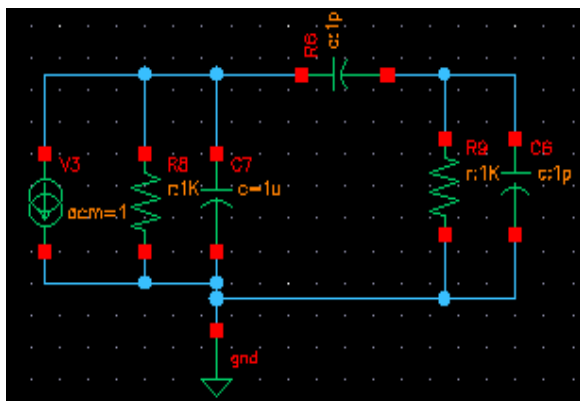 R6
c:1p
V3
acm=1
R8
r:1K
C7
c=1u
R9
r:1K
C6
c:1p
gnd